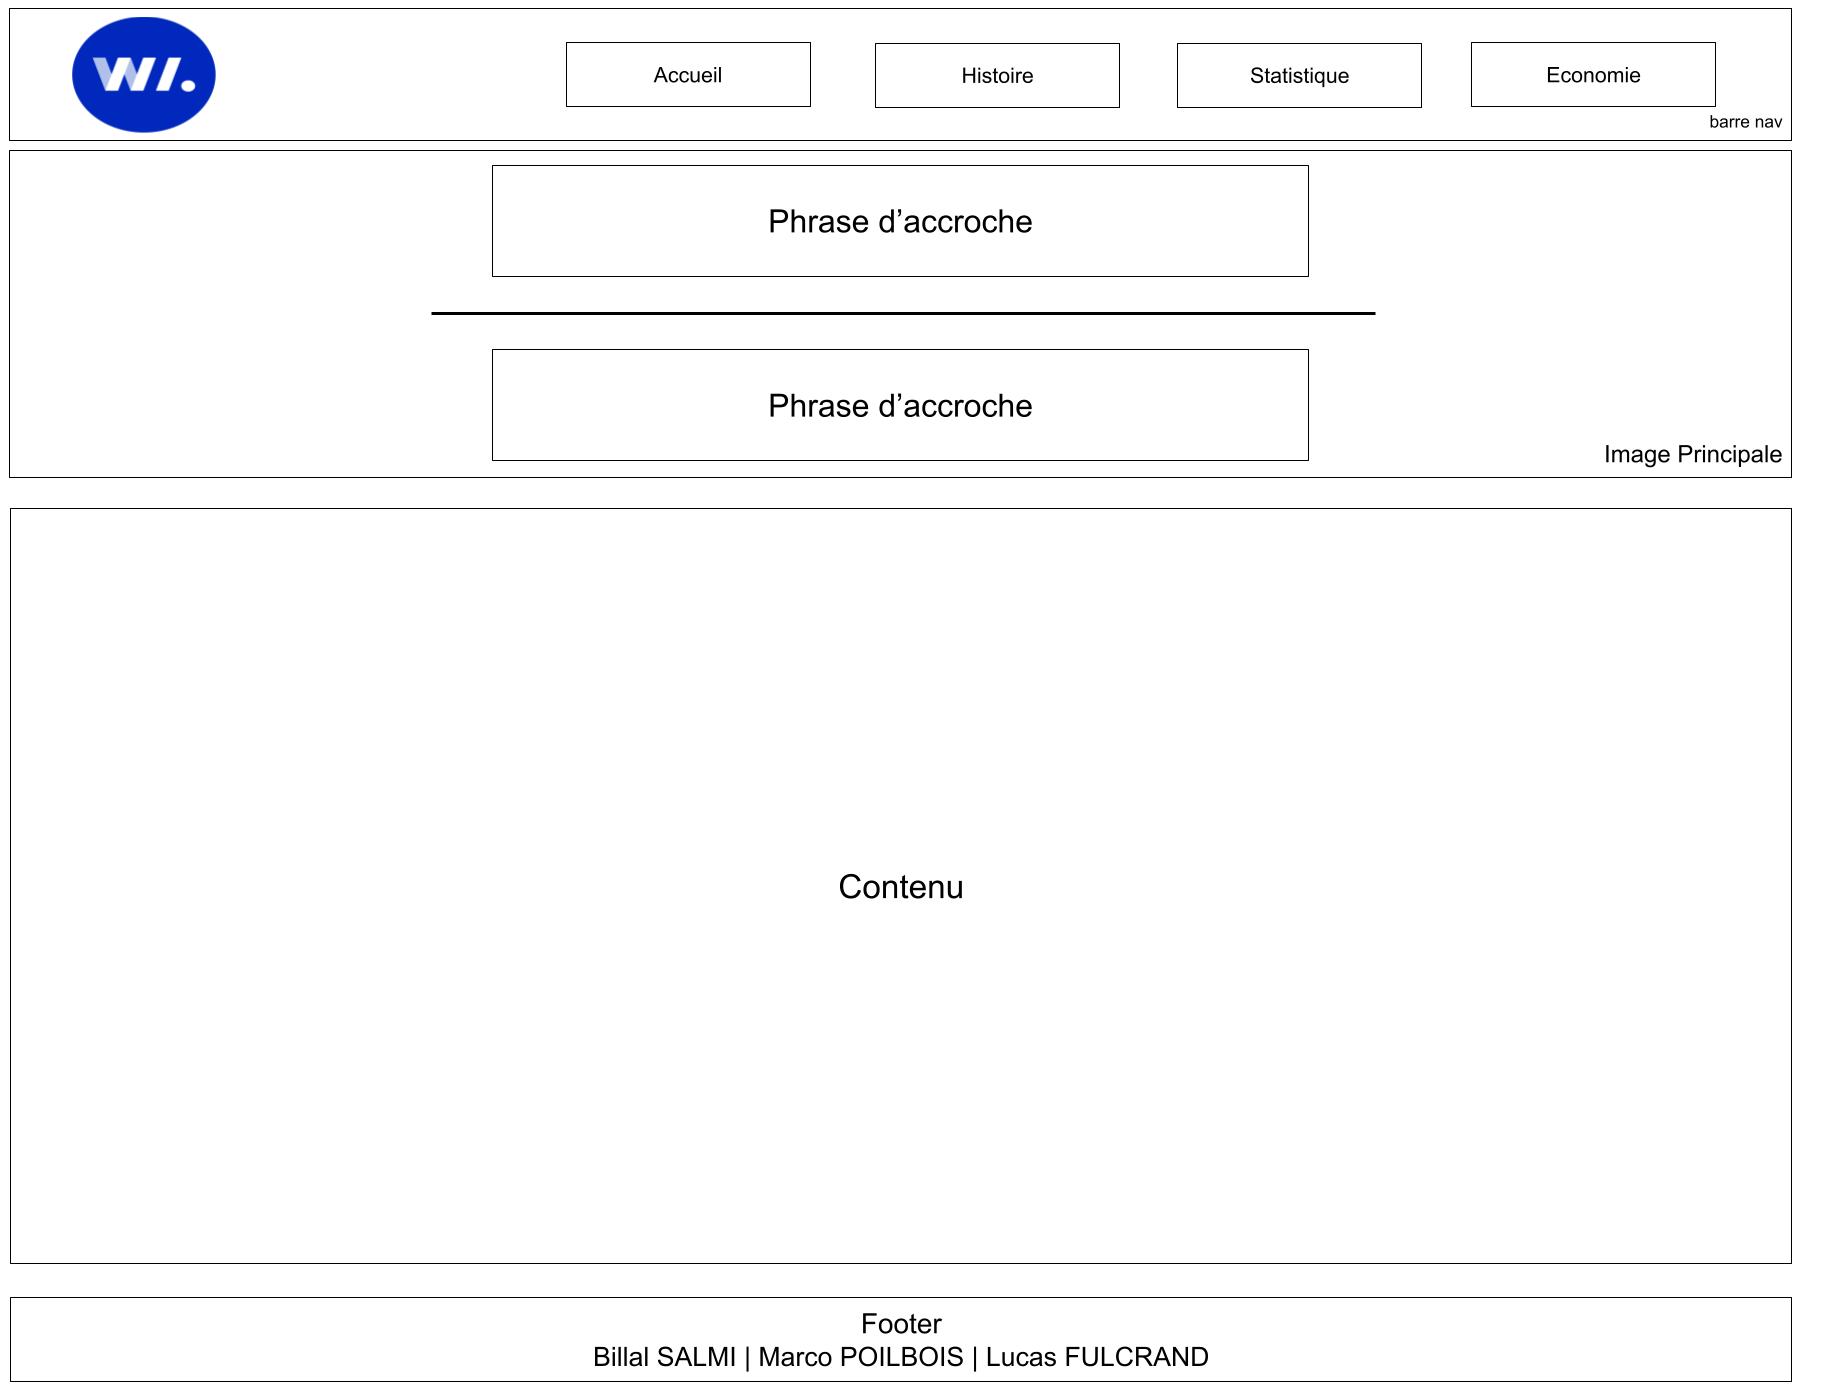 WI.
Accueil
Histoire
Statistique
Economie
barre nav
Phrase d’accroche
Phrase d’accroche
Image Principale
Contenu
Footer
Billal SALMI | Marco POILBOIS | Lucas FULCRAND